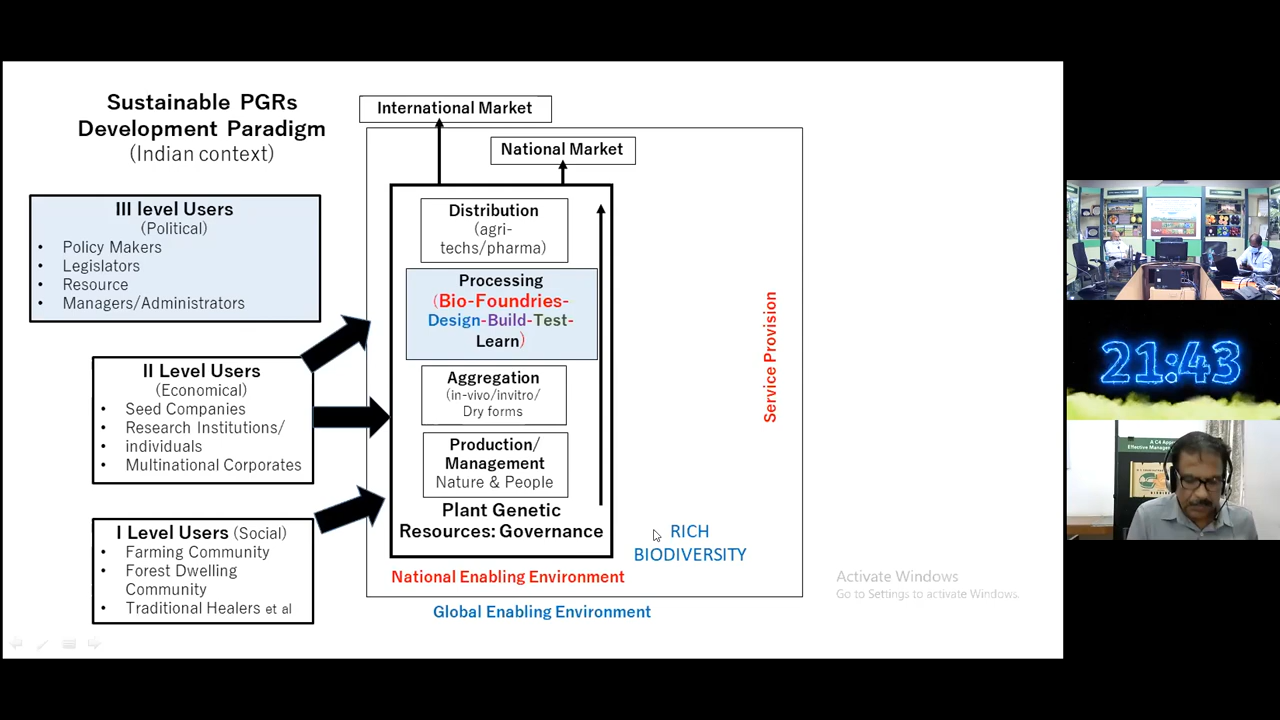 Sustainable PGRs
Development Paradigm
(Indian context)
International Market
National Market
III level Users
(Political)
• Policy Makers
• Legislators
• Resource
• Managers/Administrators
II Level Users
(Economical)
• Seed Companies
• Research Institutions/
• individuals
• Multinational Corporates
I Level Users (Social)
• Farming Community
• Forest Dwelling
Community
• Traditional Healers et al
Distribution
(agri-
techs/pharma)
Processing
(Bio-Foundries-
Design-Build-Test-
Learn)
Aggregation
(in-vivo/invitro/
Dry forms
Production/
Management
Nature & People
Plant Genetic
Resources: Governance
National Enabling Environment
Global Enabling Environment
RICH
BIODIVERSITY
Service Provision
Activate Windows
Go to Settings to activate Windows.
21:43
Effective Manage